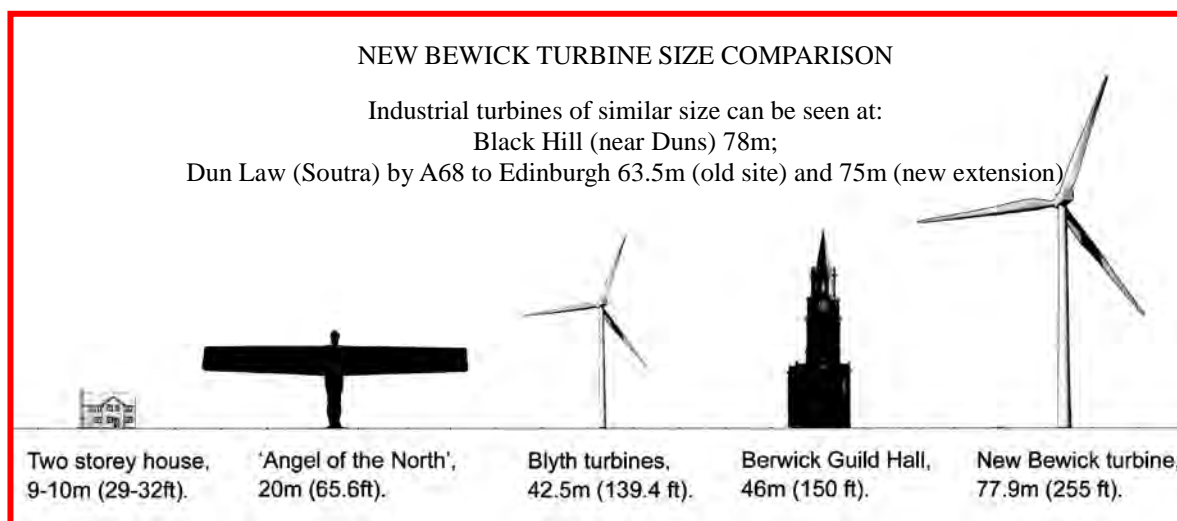 NEW BEWICK TURBINE SIZE COMPARISON
Industrial turbines of similar size can be seen at:
Black Hill (near Duns) 78m;
Dun Law (Soutra) by A68 to Edinburgh 63.5m (old site) and 75m (new extension)
Two storey house,
9-10m (29-32ft).
'Angel of the North',
20m (65.6ft).
Blyth turbines,
42.5m (139.4 ft).
Berwick Guild Hall,
46m (150 ft).
New Bewick turbine,
77.9m (255 ft).